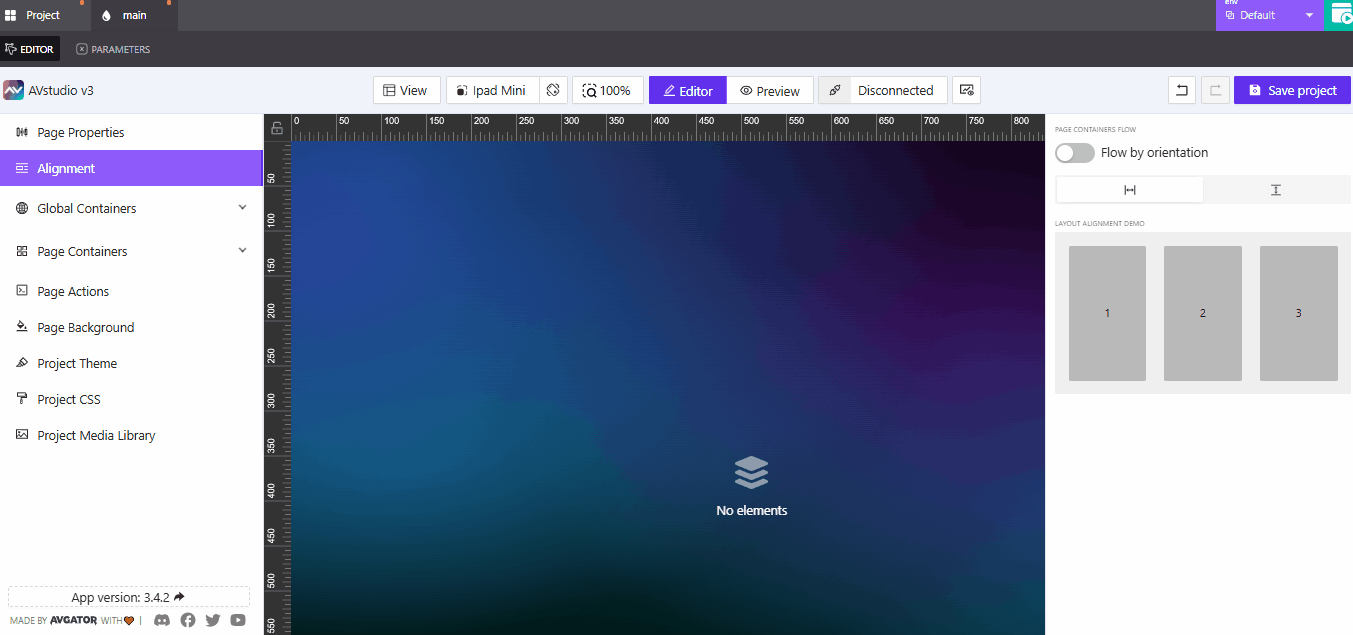 Project
main
env
Default
EDITOR
PARAMETERS
AVstudio v3
View
Ipad Mini
100%
Editor
Preview
Disconnected
Save project
Page Properties
Alignment
Global Containers
Page Containers
Page Actions
Page Background
Project Theme
Project CSS
Project Media Library
App version: 3.4.2
MADE BY AVGATOR WITH
0 50 100 150 200 250 300 350 400 450 500 550 600 650 700 750 800
50
100
150
200
250
300
350
400
450
500
550
No elements
PAGE CONTAINERS FLOW
Flow by orientation
LAYOUT ALIGNMENT DEMO
1 2 3